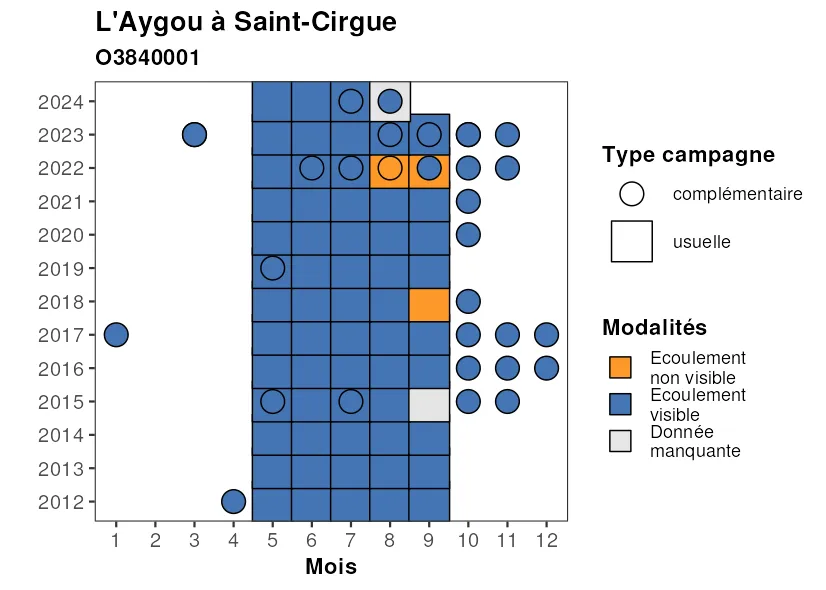 L'Aygou à Saint-Cirgue
O3840001
2024
2023
2022
2021
2020
2019
2018
2017
2016
2015
2014
2013
2012
1 2 3 4 5 6 7 8 9 10 11 12
Mois
Type campagne
complémentaire
usuelle
Modalités
Ecoulement
non visible
Ecoulement
visible
Donnée
manquante